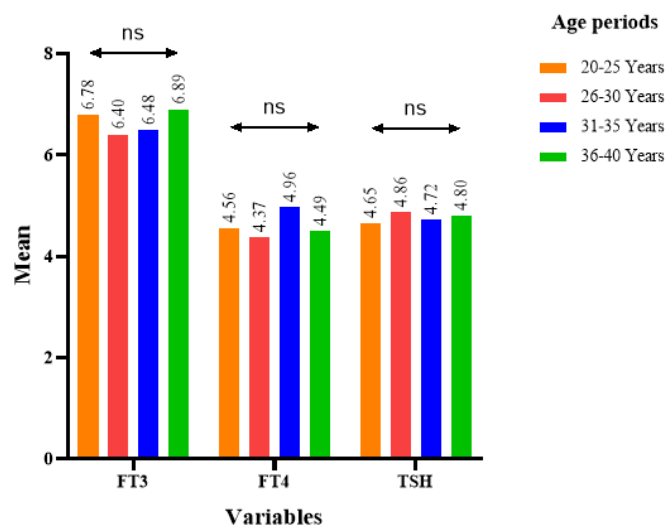 Age periods
20-25 Years
26-30 Years
31-35 Years
36-40 Years
ns
ns
ns
8
6
4
2
0
Mean
6.78
6.40
6.48
6.89
4.56
4.37
4.96
4.49
4.65
4.86
4.72
4.80
FT3
FT4
TSH
Variables